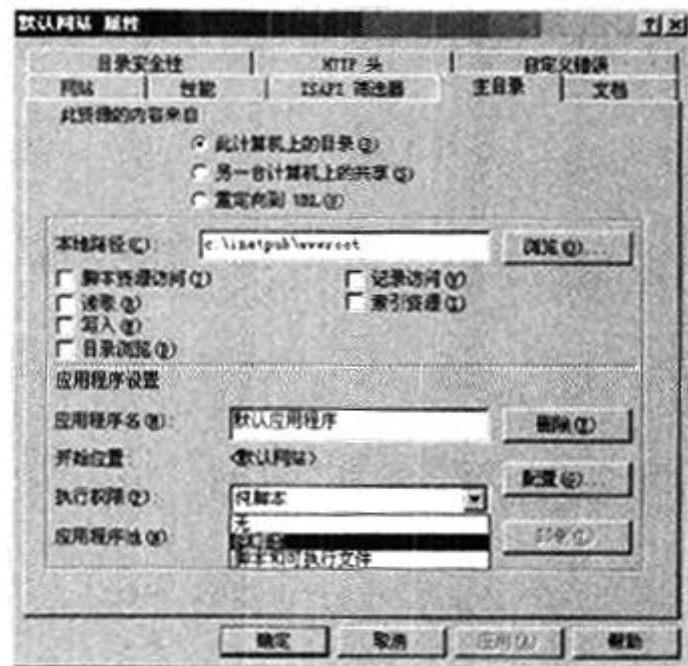 默认网站 属性
目录安全性 HTTP 头 自定义错误
网站 性能 ISAPI 筛选器 主目录 文档
此资源的内容来自
此计算机上的目录(D)
另一台计算机上的共享(S)
重定向到 URL(U)
本地路径(C): c:\inetpub\wwwroot 浏览(O)...
脚本资源访问(T) 记录访问(V)
读取(R) 索引资源(I)
写入(W)
目录浏览(B)
应用程序设置
应用程序名(M): 默认应用程序 删除(E)
开始位置: <默认网站>
配置(G)...
执行权限(P): 纯脚本
无
应用程序池(N)
脚本和可执行文件
确定 取消 应用(A) 帮助